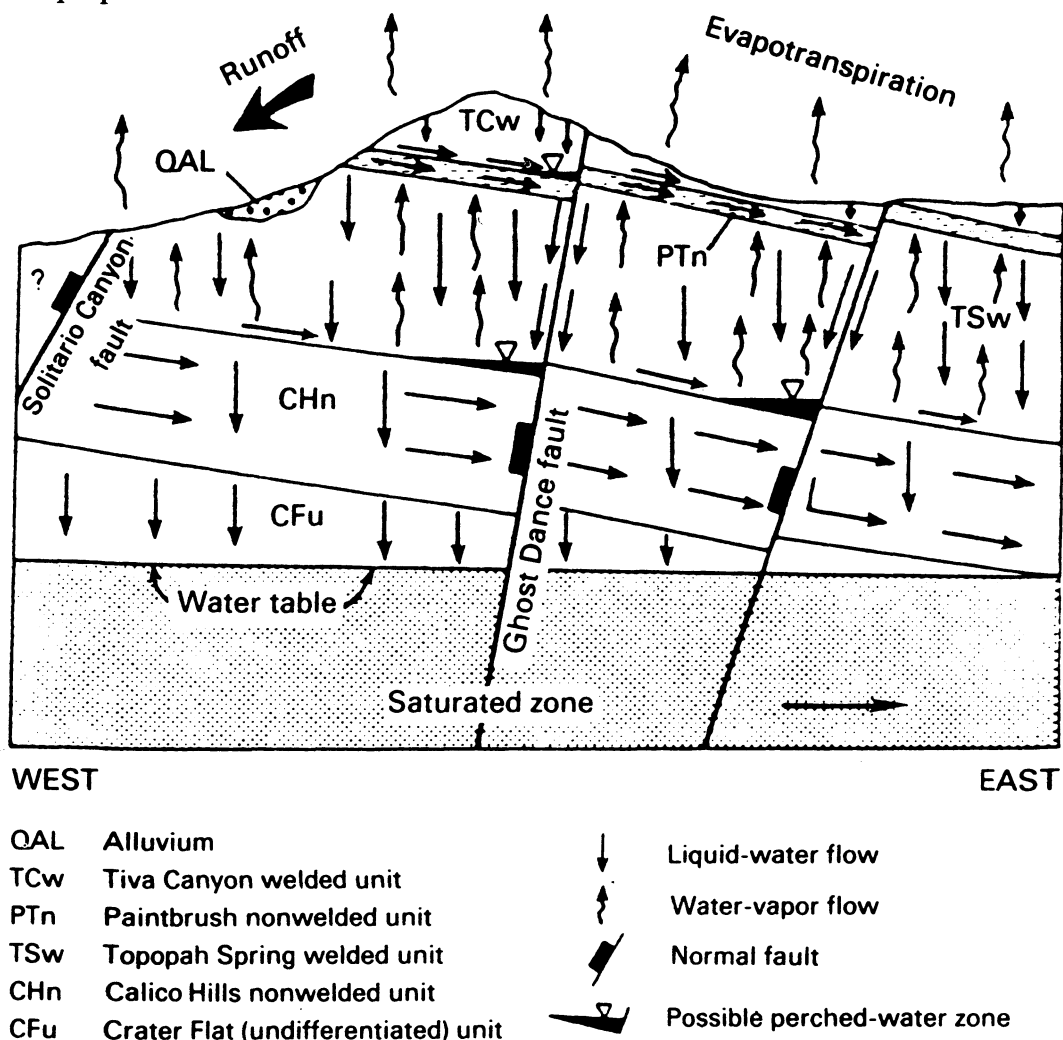 Runoff
Evapotranspiration
TCw
QAL
PTn
?
Solitario Canyon
fault
TSw
CHn
Ghost Dance fault
CFu
Water table
Saturated zone
WEST
EAST
QAL Alluvium
TCw Tiva Canyon welded unit
PTn Paintbrush nonwelded unit
TSw Topopah Spring welded unit
CHn Calico Hills nonwelded unit
CFu Crater Flat (undifferentiated) unit
Liquid-water flow
Water-vapor flow
Normal fault
Possible perched-water zone